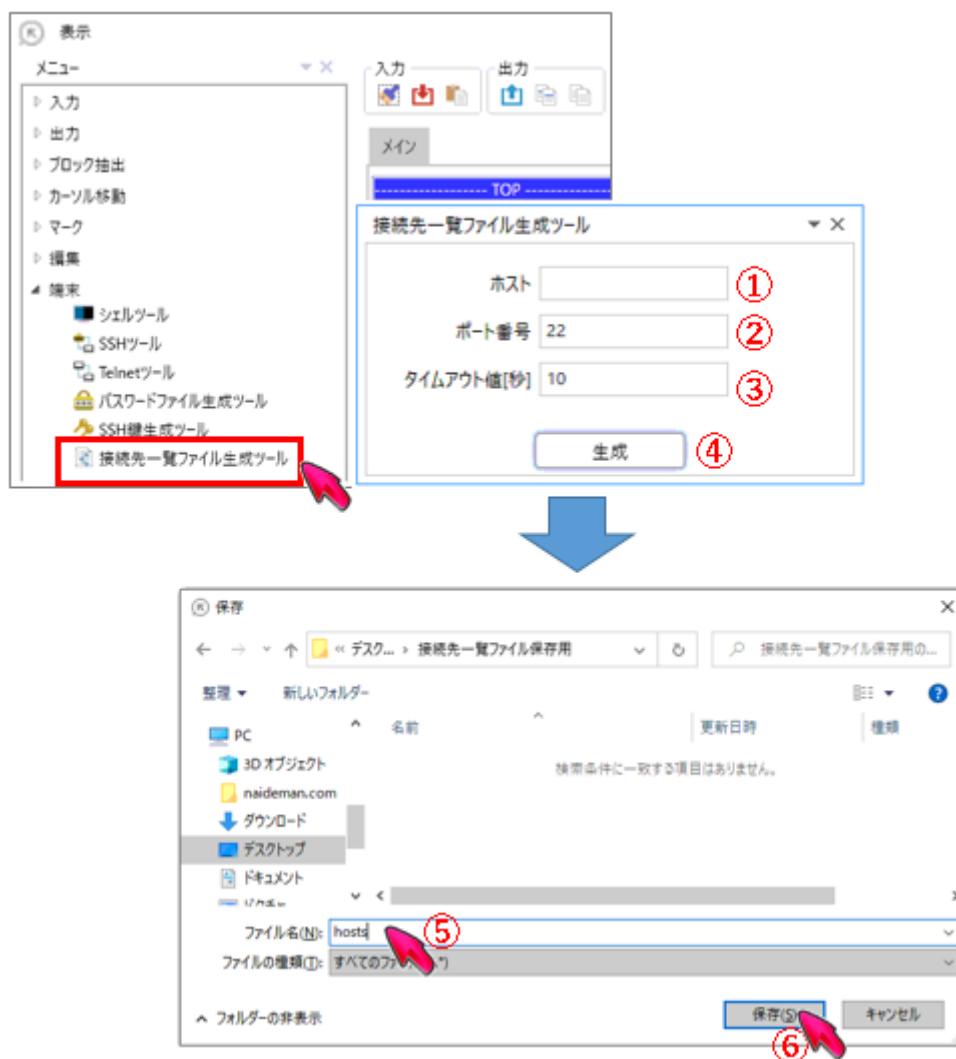 表示
メニュー
入力
出力
ブロック抽出
カーソル移動
マーク
編集
端末
シェルツール
SSHツール
Telnetツール
パスワードファイル生成ツール
SSH鍵生成ツール
接続先一覧ファイル生成ツール
入力
出力
メイン
------------------ TOP ------------------
接続先一覧ファイル生成ツール
ホスト ①
ポート番号 22 ②
タイムアウト値[秒] 10 ③
生成 ④
保存
« デスク... › 接続先一覧ファイル保存用
接続先一覧ファイル保存用の...
整理 新しいフォルダー
名前 更新日時 種類
検索条件に一致する項目はありません。
PC
3D オブジェクト
naideman.com
ダウンロード
デスクトップ
ドキュメント
ピクチャ
ファイル名(N): hosts ⑤
ファイルの種類(T): すべてのファ
フォルダーの非表示
保存(S) キャンセル
⑥